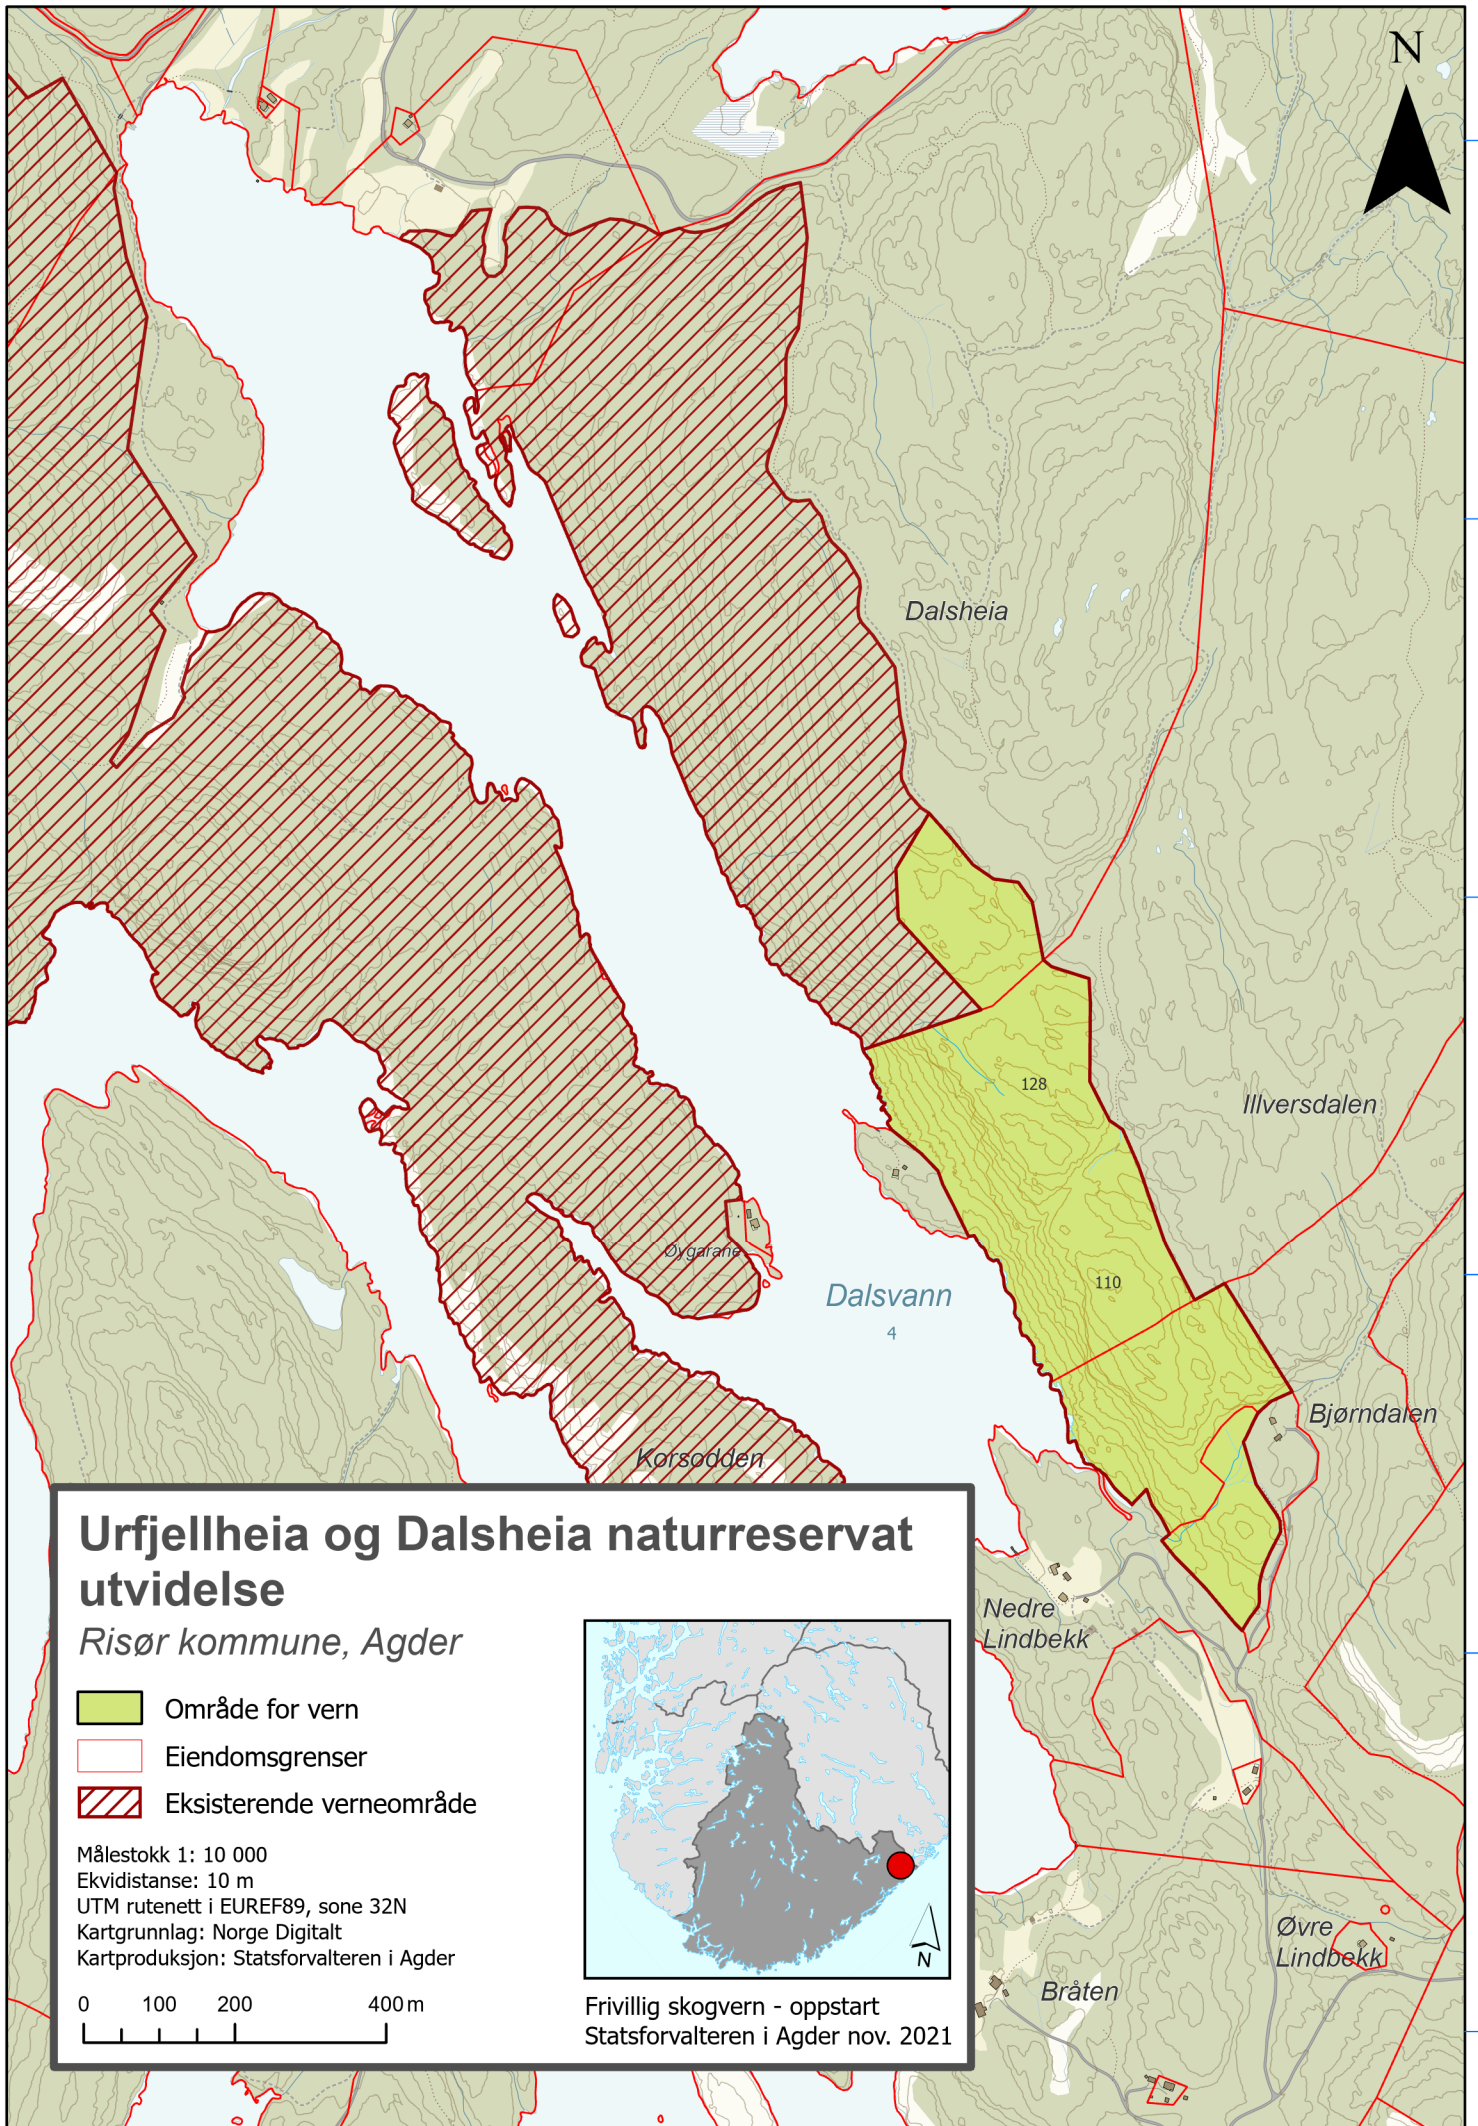 N
Dalsheia
128
Illversdalen
Øygarane
110
Dalsvann
4
Bjørndalen
Korsodden
Urfjellheia og Dalsheia naturreservat
utvidelse
Risør kommune, Agder
Område for vern
Eiendomsgrenser
Eksisterende verneområde
Målestokk 1: 10 000
Ekvidistanse: 10 m
UTM rutenett i EUREF89, sone 32N
Kartgrunnlag: Norge Digitalt
Kartproduksjon: Statsforvalteren i Agder
0 100 200 400 m
N
Frivillig skogvern - oppstart
Statsforvalteren i Agder nov. 2021
Nedre
Lindbekk
Øvre
Lindbekk
Bråten